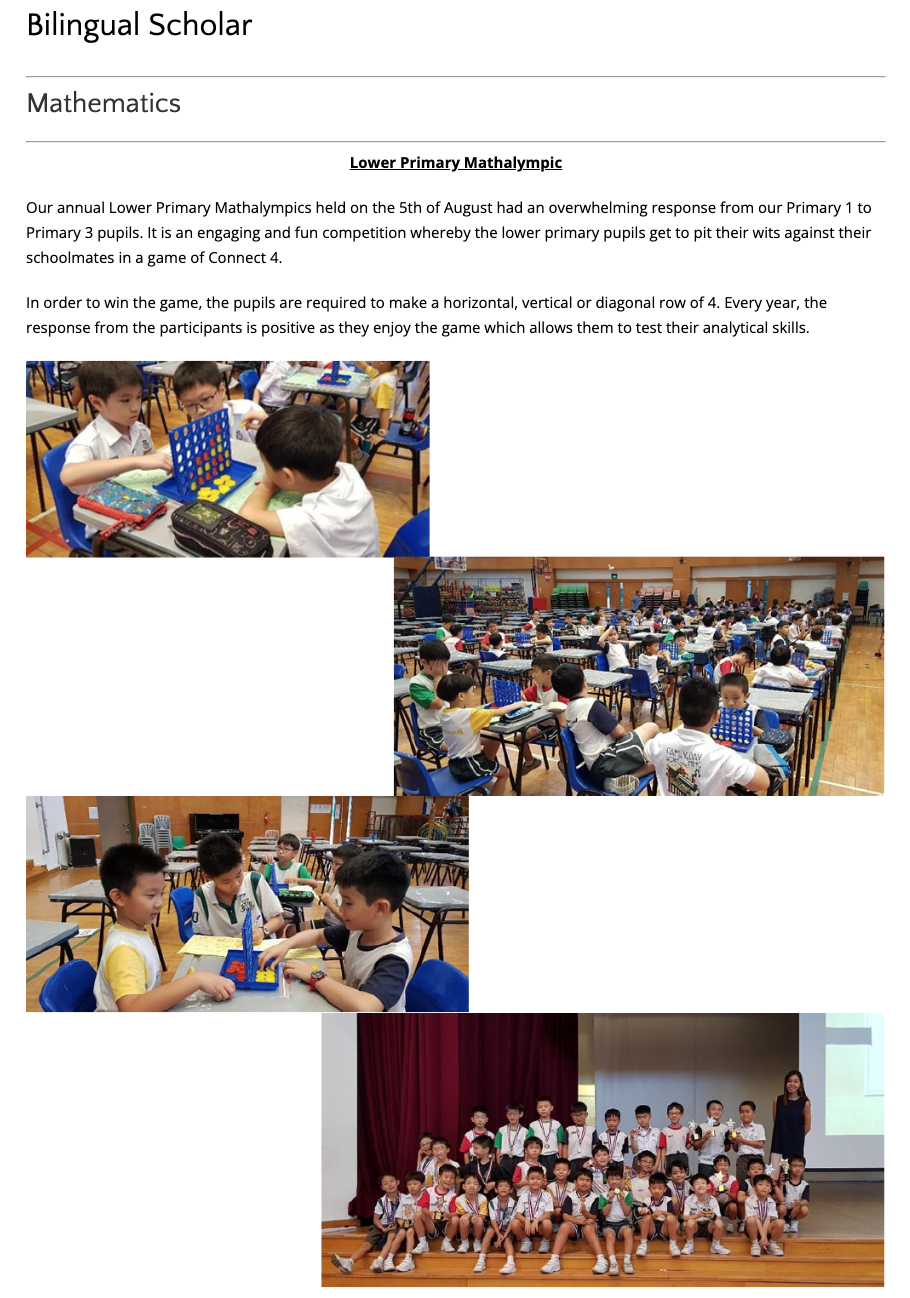 Bilingual Scholar
Mathematics
Lower Primary Mathalympic
Our annual Lower Primary Mathalympics held on the 5th of August had an overwhelming response from our Primary 1 to
Primary 3 pupils. It is an engaging and fun competition whereby the lower primary pupils get to pit their wits against their
schoolmates in a game of Connect 4.
In order to win the game, the pupils are required to make a horizontal, vertical or diagonal row of 4. Every year, the
response from the participants is positive as they enjoy the game which allows them to test their analytical skills.